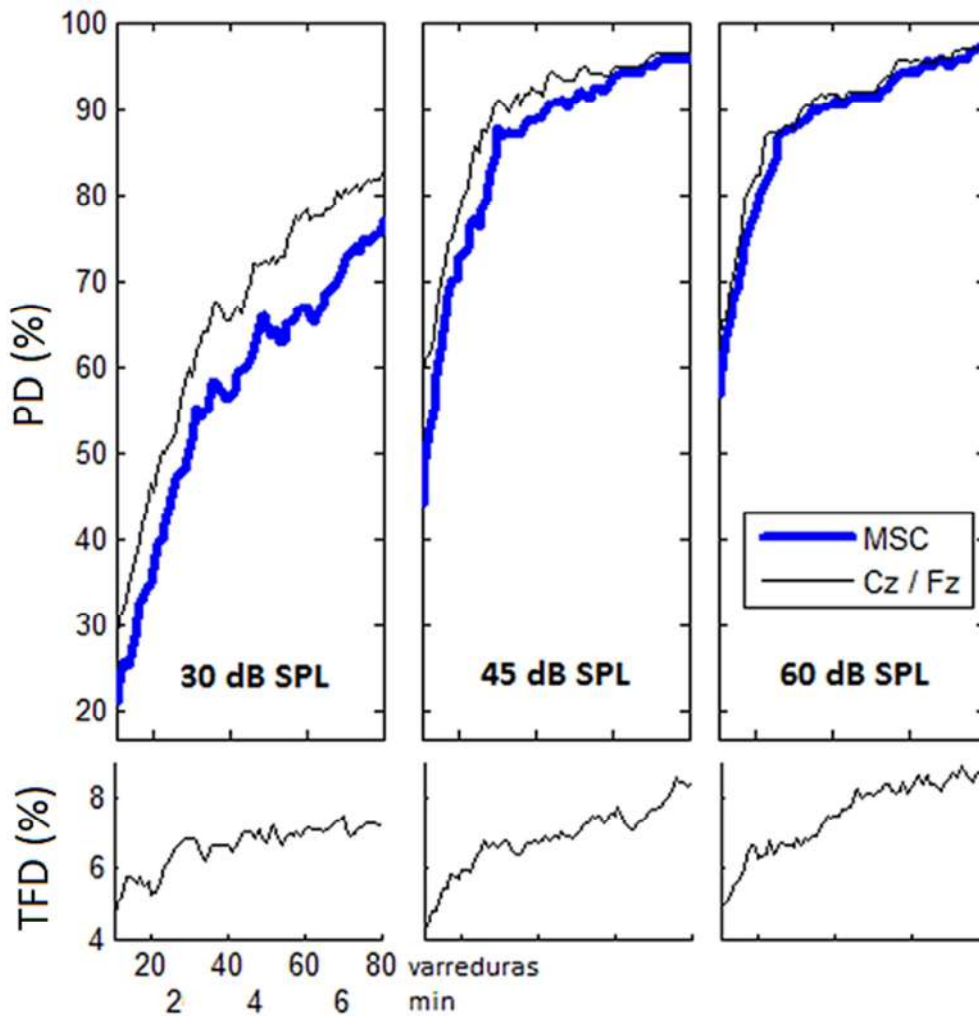 100
90
80
70
60
50
40
30
20
PD (%)
30 dB SPL
45 dB SPL
60 dB SPL
MSC
Cz / Fz
8
6
4
TFD (%)
20 40 60 80 varreduras
2 4 6 min